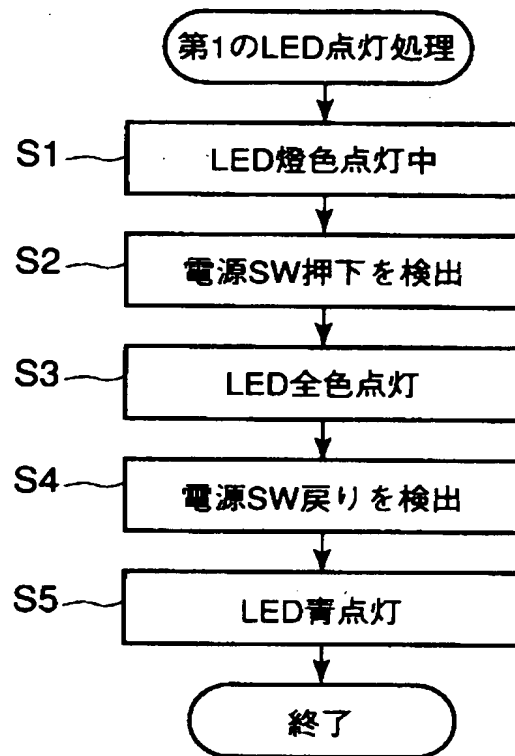 第1のLED点灯処理
S1
LED燈色点灯中
S2
電源SW押下を検出
S3
LED全色点灯
S4
電源SW戻りを検出
S5
LED青点灯
終了